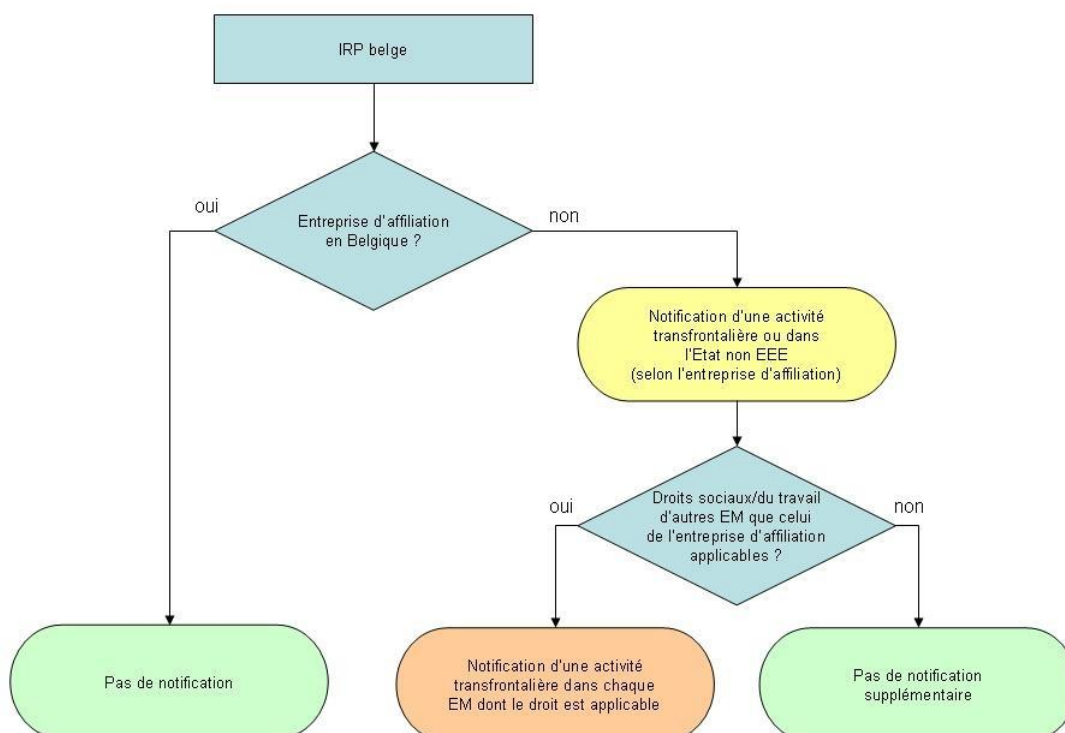 IRP belge
oui
Entreprise d'affiliation
en Belgique ?
non
Notification d'une activité
transfrontalière ou dans
l'Etat non EEE
(selon l'entreprise d'affiliation)
oui
Droits sociaux/du travail
d'autres EM que celui
de l'entreprise d'affiliation
applicables ?
non
Pas de notification
Notification d'une activité
transfrontalière dans chaque
EM dont le droit est applicable
Pas de notification
supplémentaire